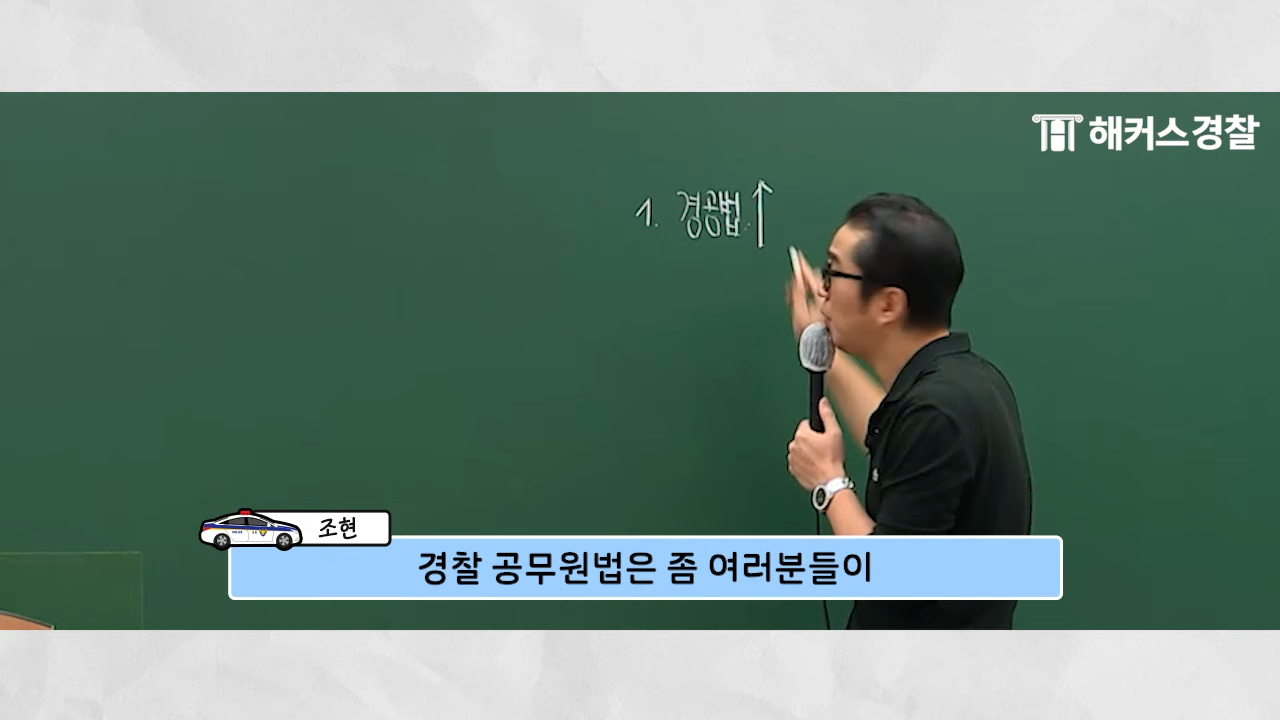 해커스경찰
1. 경공법↑
조현
경찰 공무원법은 좀 여러분들이